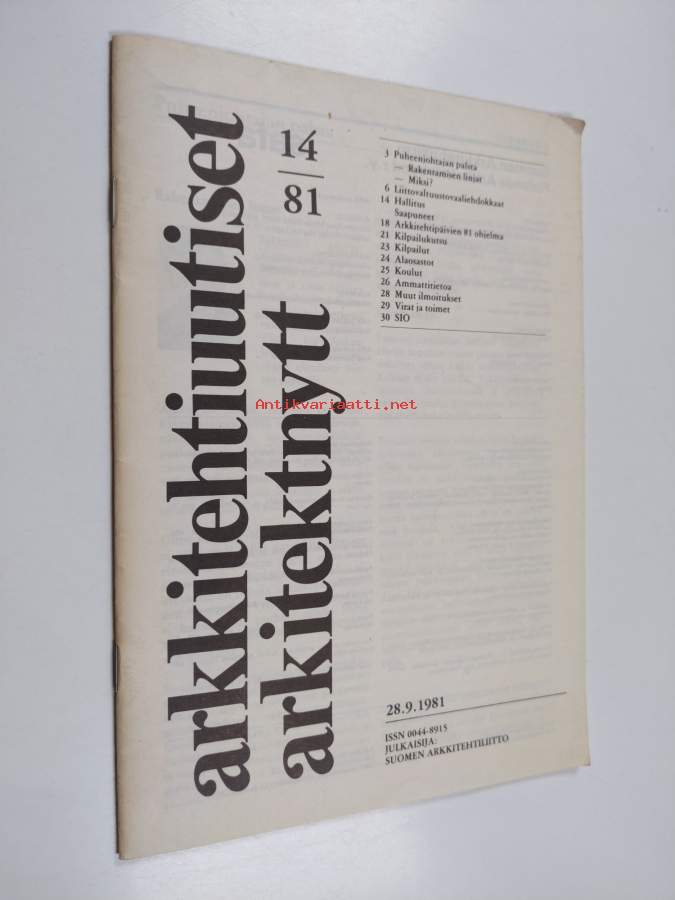 arkkitehtiuutiset
arkitektnytt
14
81
3 Puheenjohtajan palsta
— Rakentamisen linjat
— Miksi?
6 Liittovaltuustovaaliehdokkaat
14 Hallitus
Saapuneet
18 Arkkitehtipäivien 81 ohjelma
21 Kilpailukutsu
23 Kilpailut
24 Alaosastot
25 Koulut
26 Ammattitietoa
28 Muut ilmoitukset
29 Virat ja toimet
30 SIO
Antikvariaatti.net
28.9.1981
ISSN 0044-8915
JULKAISIJA:
SUOMEN ARKKITEHTILIITTO